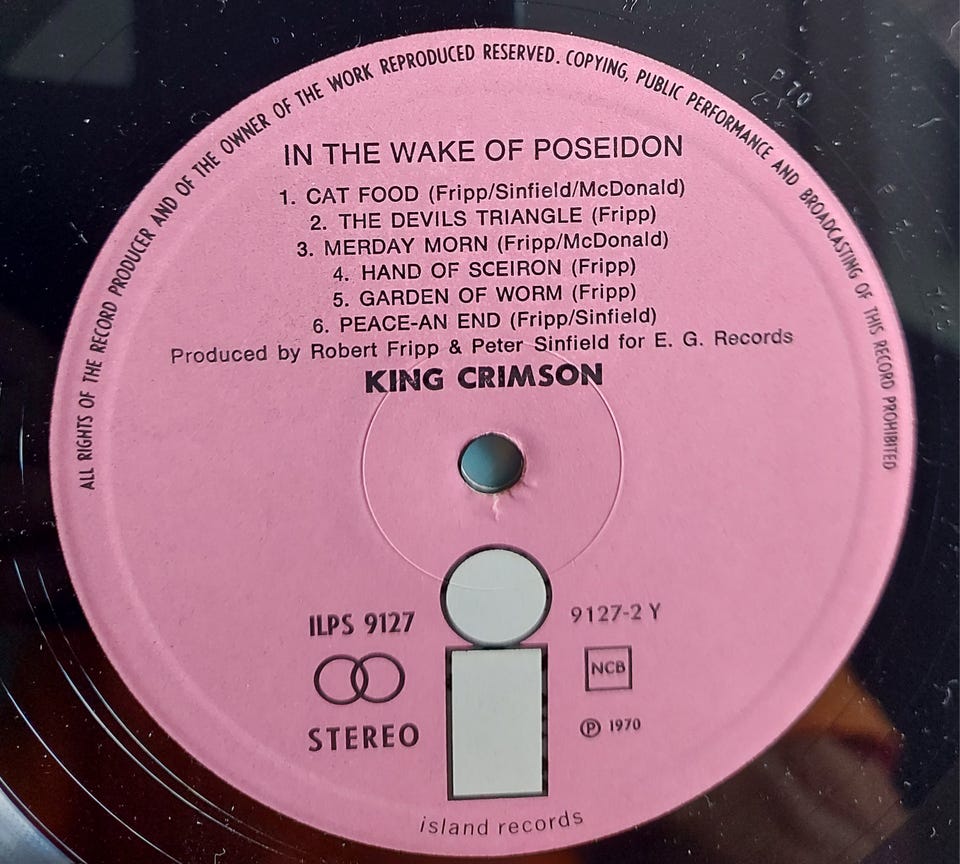 ALL RIGHTS OF THE RECORD PRODUCER AND OF THE OWNER OF THE WORK REPRODUCED RESERVED. COPYING, PUBLIC PERFORMANCE AND BROADCASTING OF THIS RECORD PROHIBITED
IN THE WAKE OF POSEIDON
1. CAT FOOD (Fripp/Sinfield/McDonald)
2. THE DEVILS TRIANGLE (Fripp)
3. MERDAY MORN (Fripp/McDonald)
4. HAND OF SCEIRON (Fripp)
5. GARDEN OF WORM (Fripp)
6. PEACE-AN END (Fripp/Sinfield)
Produced by Robert Fripp & Peter Sinfield for E. G. Records
KING CRIMSON
ILPS 9127
9127-2 Y
NCB
STEREO
℗ 1970
island records